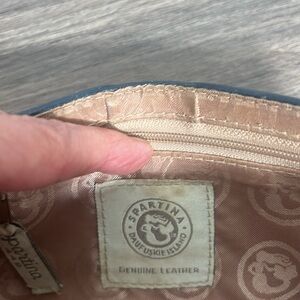 SPARTINA
DAUFUSKIE ISLAND
GENUINE LEATHER
Spartina